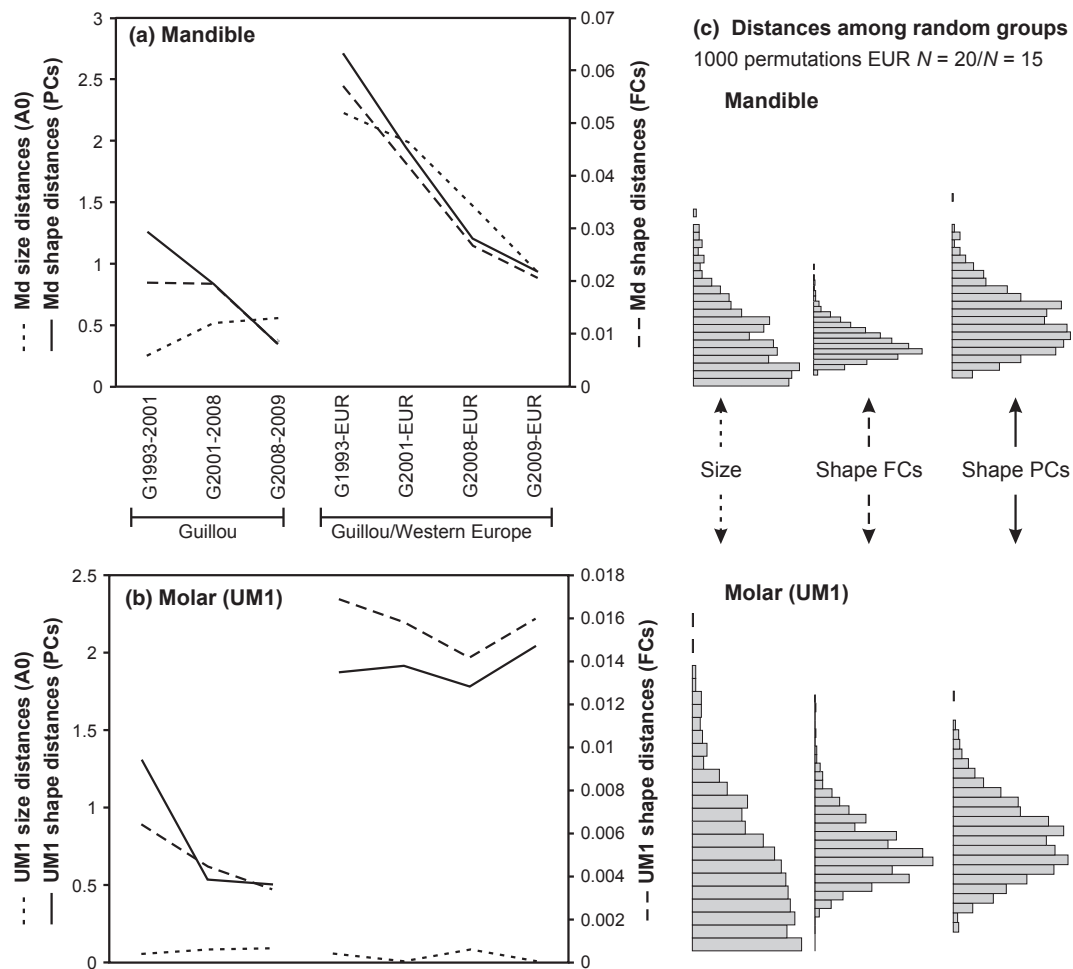 (a) Mandible
3
2.5
2
1.5
1
0.5
0
Md size distances (A0)
Md shape distances (PCs)
0.07
0.06
0.05
0.04
0.03
0.02
0.01
0
Md shape distances (FCs)
G1993-2001
G2001-2008
G2008-2009
G1993-EUR
G2001-EUR
G2008-EUR
G2009-EUR
Guillou
Guillou/Western Europe
(b) Molar (UM1)
2.5
2
1.5
1
0.5
0
UM1 size distances (A0)
UM1 shape distances (PCs)
0.018
0.016
0.014
0.012
0.01
0.008
0.006
0.004
0.002
0
UM1 shape distances (FCs)
(c) Distances among random groups
1000 permutations EUR N = 20/N = 15
Mandible
Size
Shape FCs
Shape PCs
Molar (UM1)